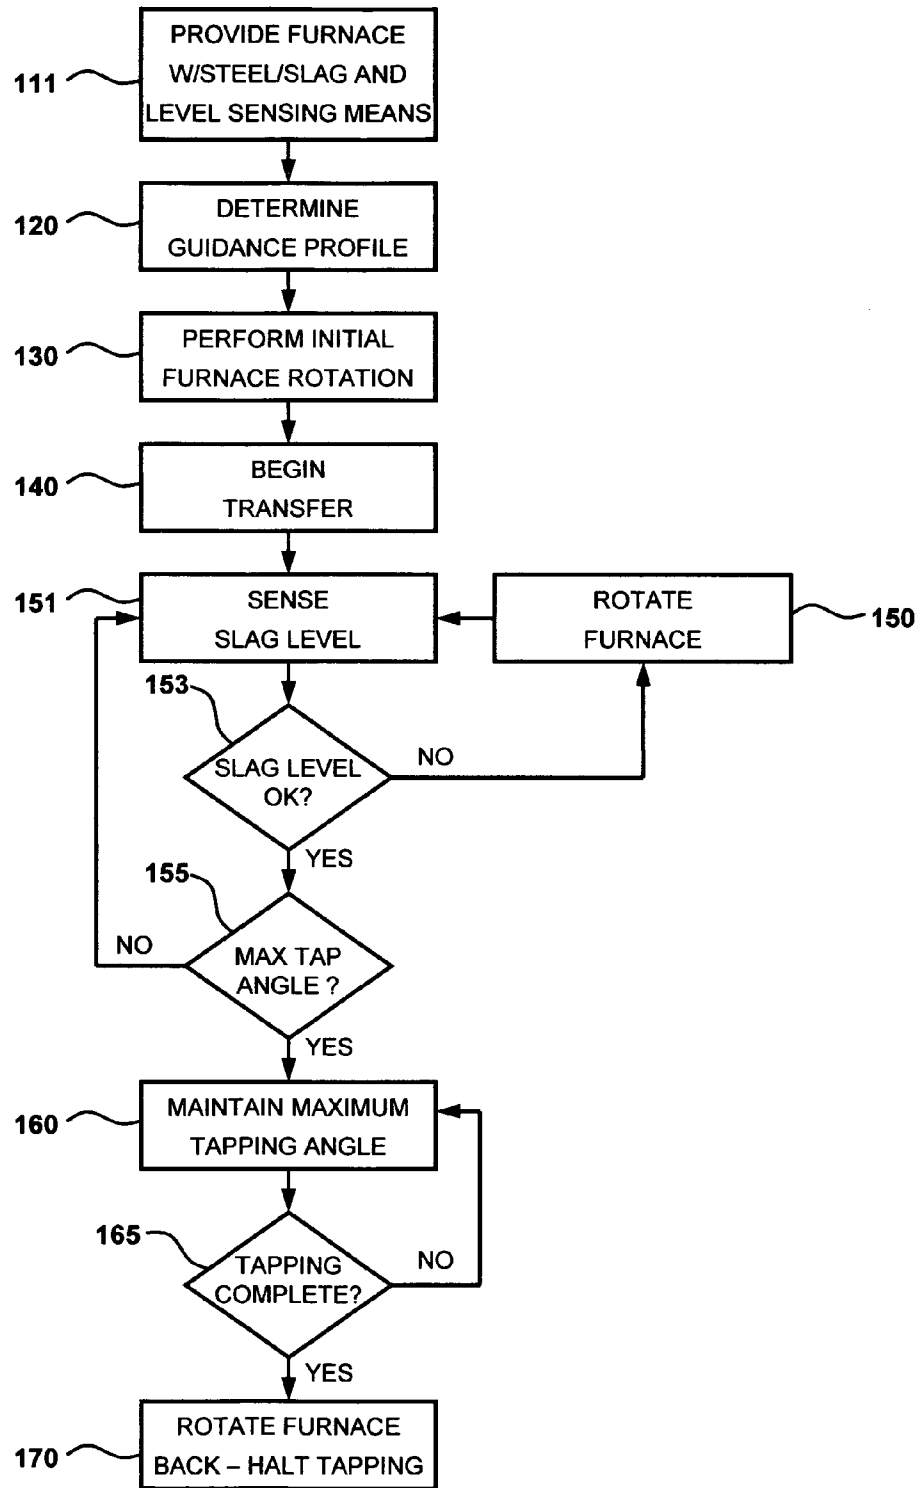 PROVIDE FURNACE
W/STEEL/SLAG AND
LEVEL SENSING MEANS
111
DETERMINE
GUIDANCE PROFILE
120
PERFORM INITIAL
FURNACE ROTATION
130
BEGIN
TRANSFER
140
SENSE
SLAG LEVEL
151
ROTATE
FURNACE
150
153
SLAG LEVEL
OK?
NO
YES
155
MAX TAP
ANGLE ?
NO
YES
MAINTAIN MAXIMUM
TAPPING ANGLE
160
165
TAPPING
COMPLETE?
NO
YES
ROTATE FURNACE
BACK – HALT TAPPING
170